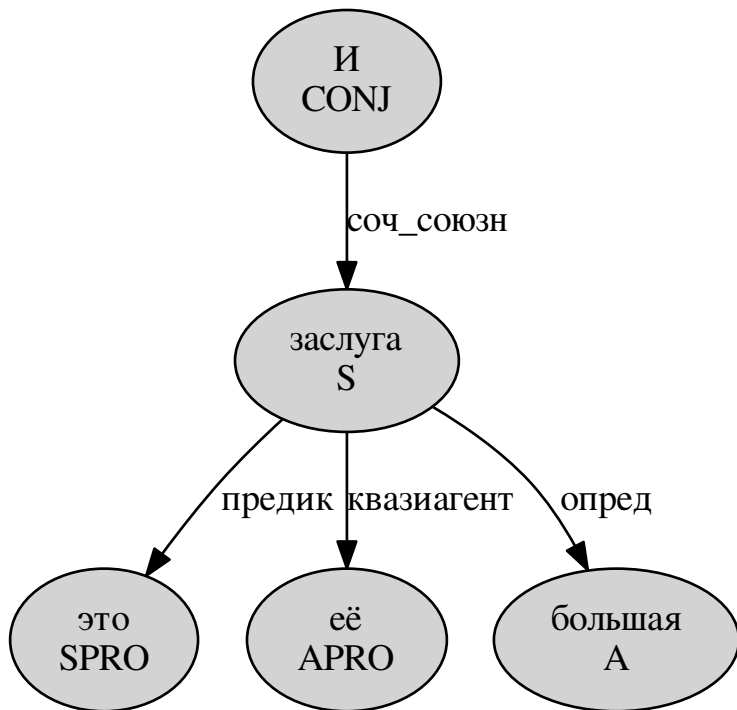 И
CONJ
соч_союзн
заслуга
S
предик квазиагент опред
это
SPRO
её
APRO
большая
A